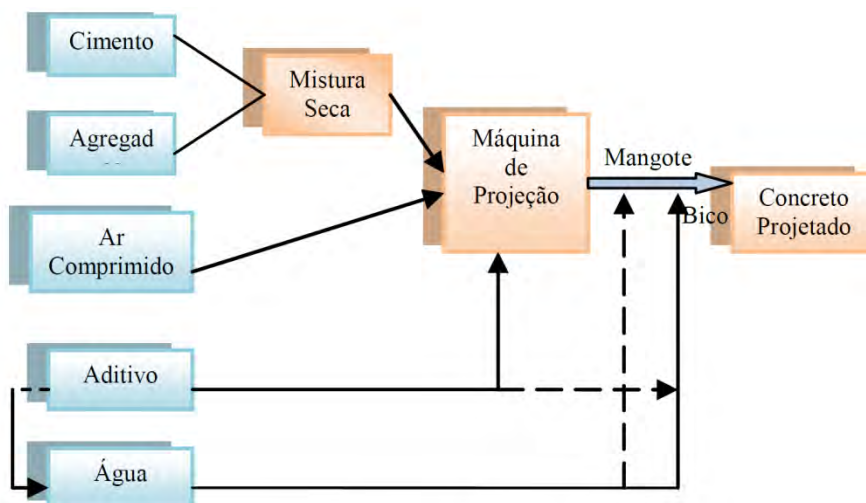 Cimento
Mistura
Seca
Agregad
Máquina
de
Projeção
Mangote
Bico
Concreto
Projetado
Ar
Comprimido
Aditivo
Água